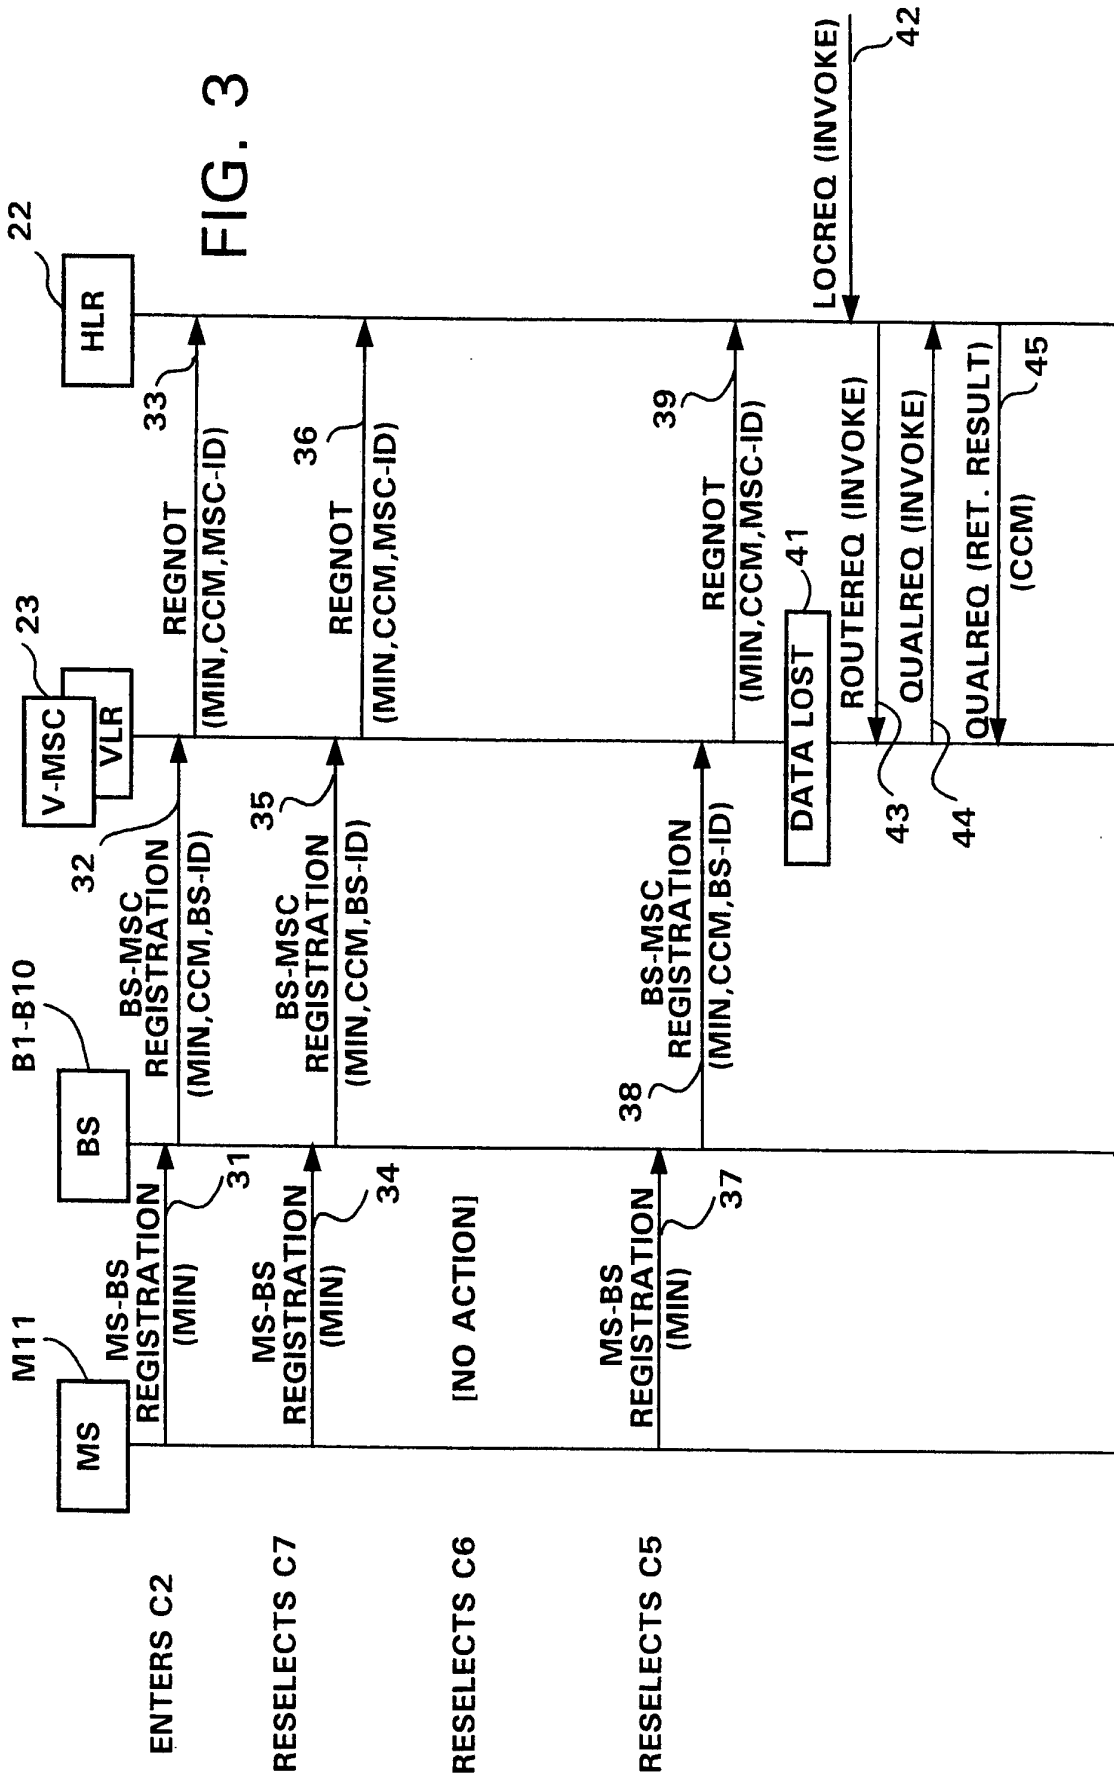 FIG. 3
M11
MS
B1-B10
BS
23
V-MSC
VLR
22
HLR
ENTERS C2
MS-BS
REGISTRATION
(MIN)
31
BS-MSC
REGISTRATION
(MIN,CCM,BS-ID)
32
REGNOT
(MIN,CCM,MSC-ID)
33
RESELECTS C7
MS-BS
REGISTRATION
(MIN)
34
BS-MSC
REGISTRATION
(MIN,CCM,BS-ID)
35
REGNOT
(MIN,CCM,MSC-ID)
36
RESELECTS C6
[NO ACTION]
RESELECTS C5
MS-BS
REGISTRATION
(MIN)
37
BS-MSC
REGISTRATION
(MIN,CCM,BS-ID)
38
REGNOT
(MIN,CCM,MSC-ID)
39
DATA LOST
41
LOCREQ (INVOKE)
42
ROUTEREQ (INVOKE)
43
QUALREQ (INVOKE)
44
QUALREQ (RET. RESULT)
(CCM)
45